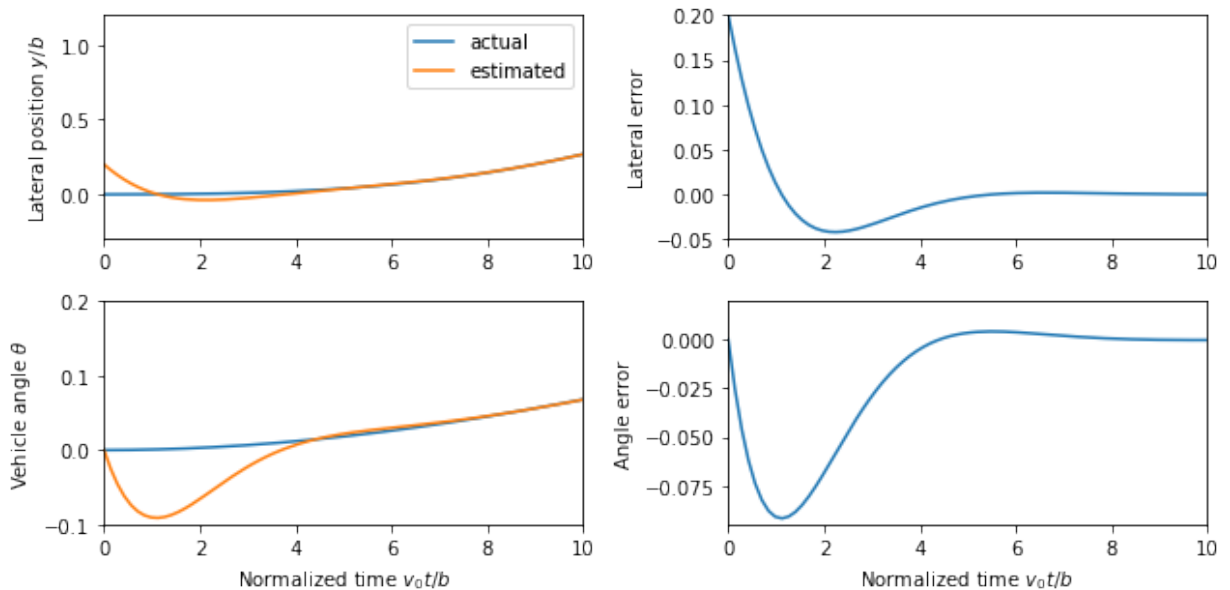 Lateral position y/b
1.0
0.5
0.0
0 2 4 6 8 10
actual
estimated
Lateral error
0.20
0.15
0.10
0.05
0.00
−0.05
0 2 4 6 8 10
Vehicle angle θ
0.2
0.1
0.0
−0.1
0 2 4 6 8 10
Normalized time v₀t/b
Angle error
0.000
−0.025
−0.050
−0.075
0 2 4 6 8 10
Normalized time v₀t/b